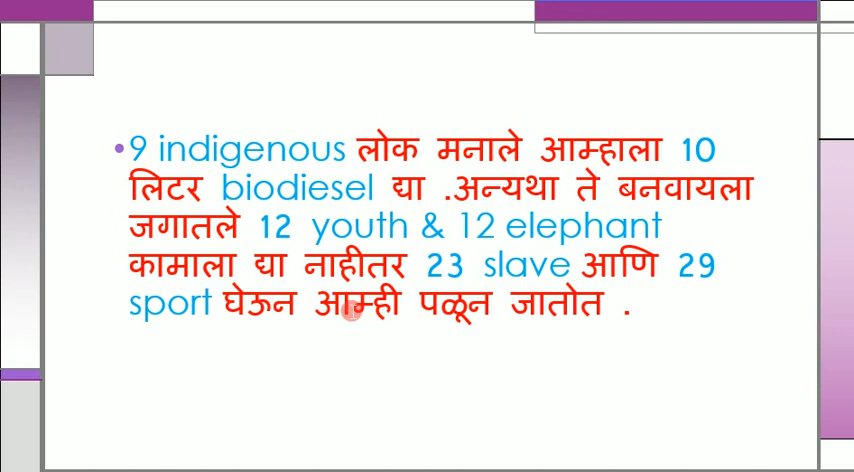 •9 indigenous लोक मनाले आम्हाला 10
लिटर biodiesel द्या .अन्यथा ते बनवायला
जगातले 12 youth & 12 elephant
कामाला द्या नाहीतर 23 slave आणि 29
sport घेऊन आम्ही पळून जातोत .